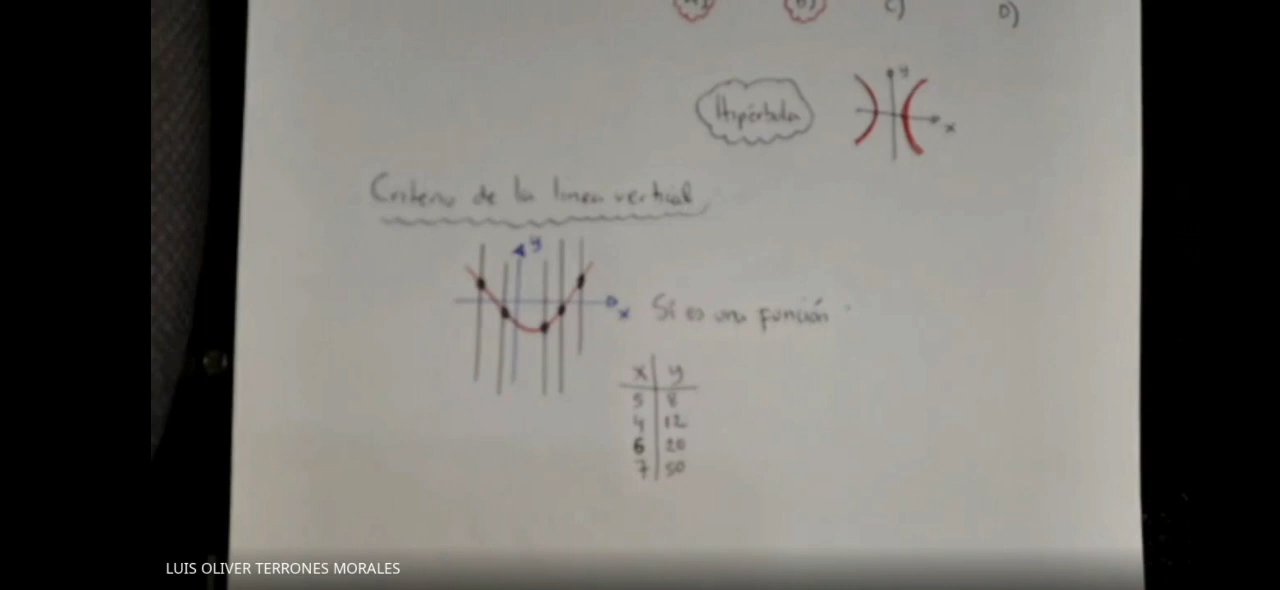 A) B) C) D)
Hipérbola
y
x
Criterio de la linea vertical
y
x
Sí es una función
x y
5 8
4 12
6 20
7 50
LUIS OLIVER TERRONES MORALES